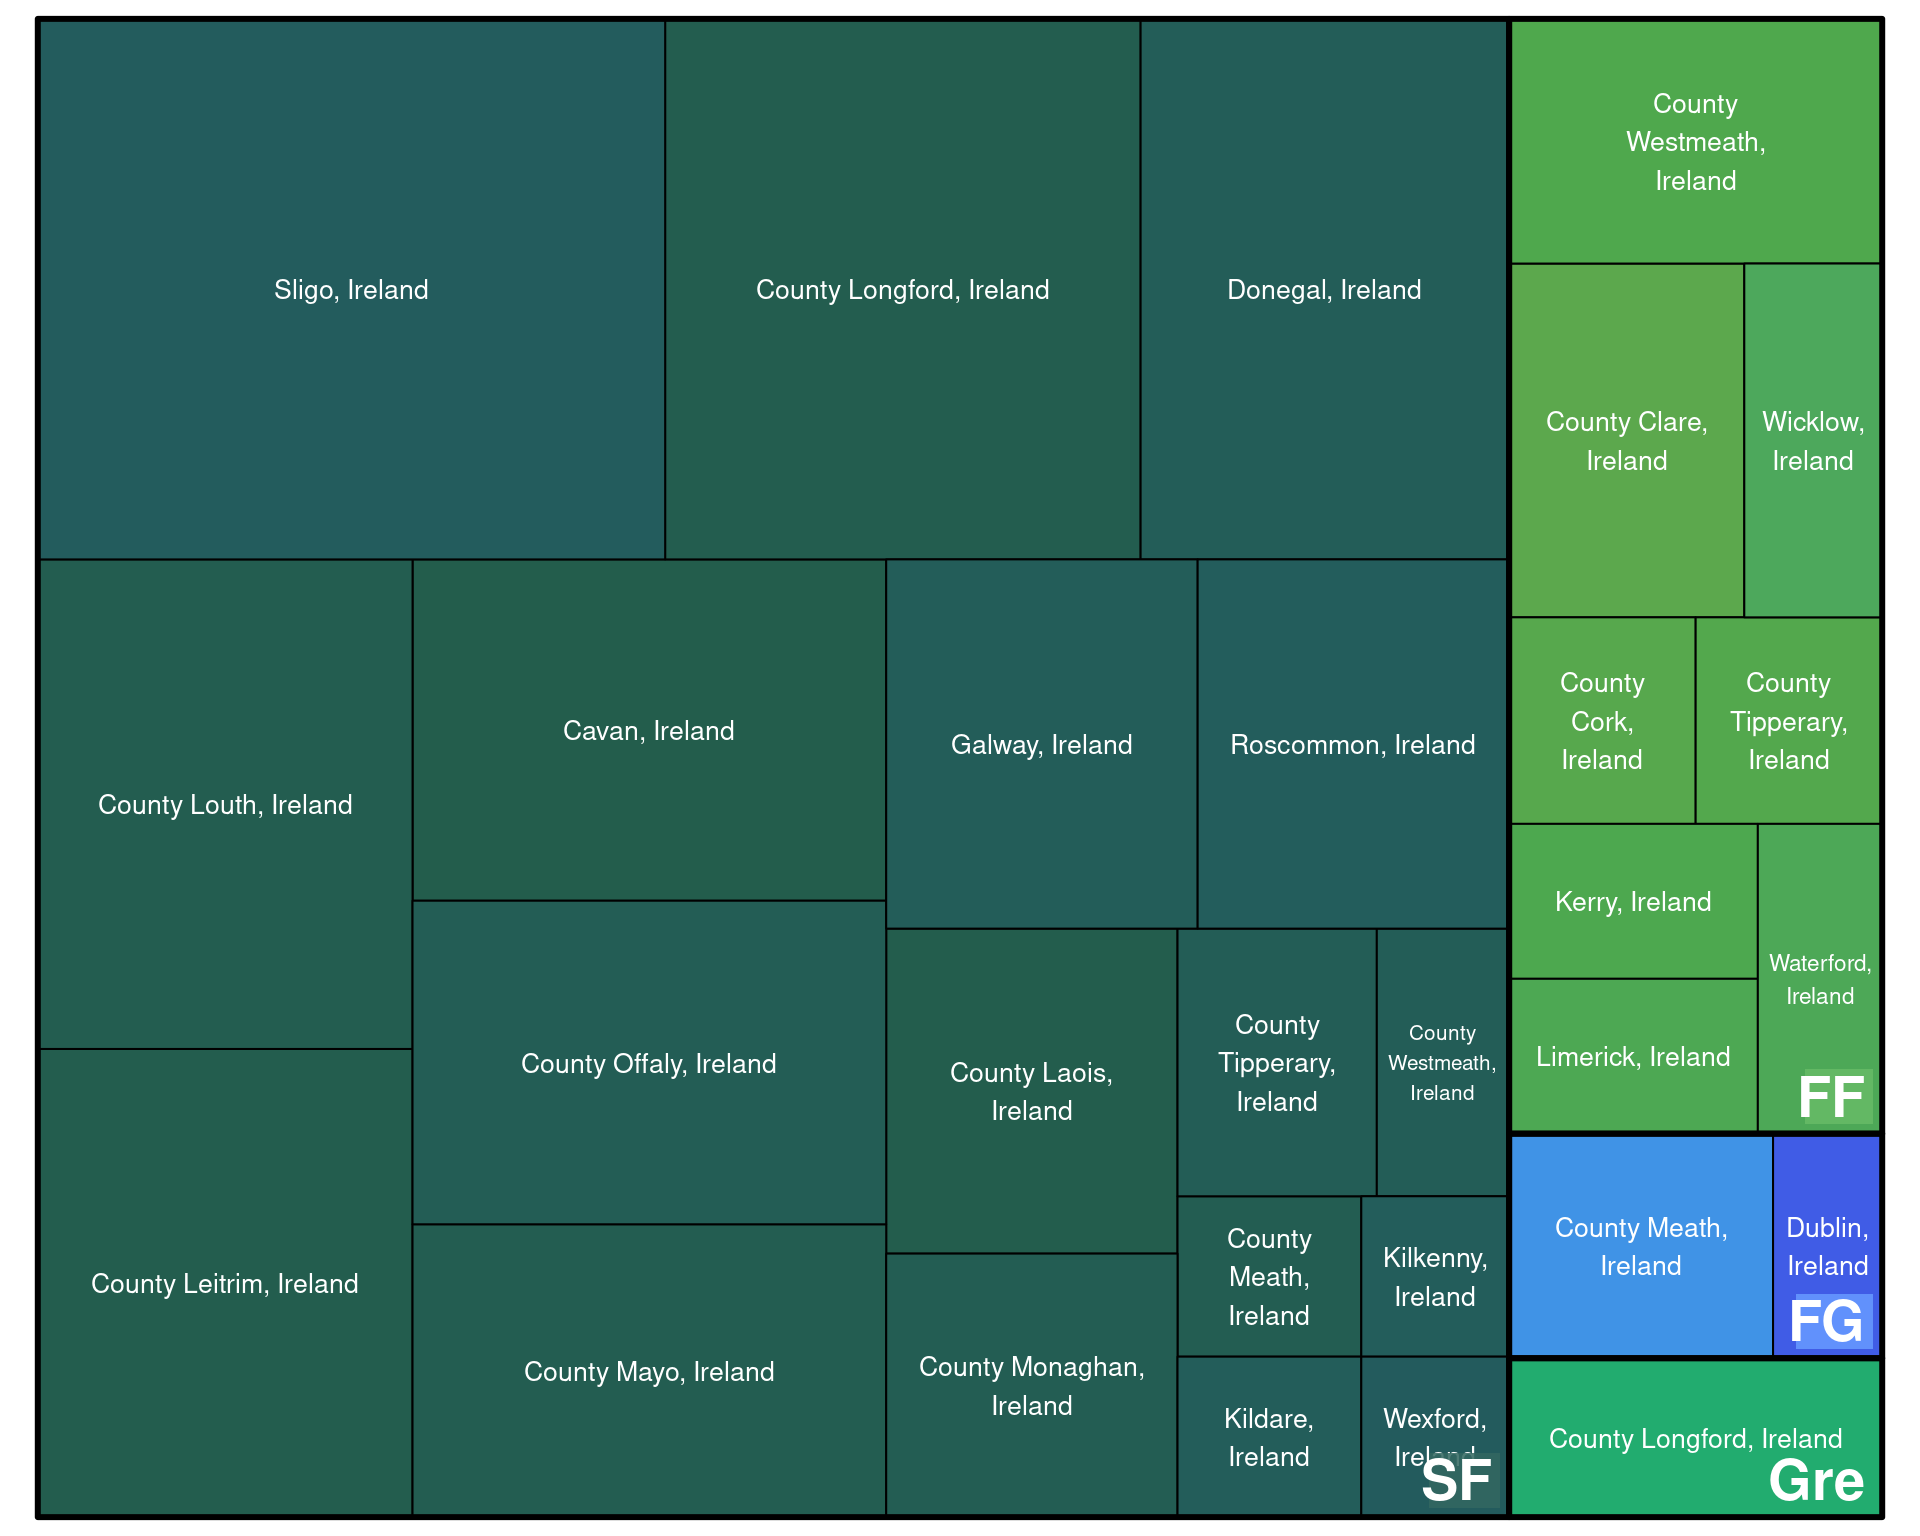 Sligo, Ireland
County Longford, Ireland
Donegal, Ireland
County Louth, Ireland
Cavan, Ireland
Galway, Ireland
Roscommon, Ireland
County Offaly, Ireland
County Leitrim, Ireland
County Mayo, Ireland
County Laois,
Ireland
County
Tipperary,
Ireland
County
Westmeath,
Ireland
County Monaghan,
Ireland
County
Meath,
Ireland
Kilkenny,
Ireland
Kildare,
Ireland
Wexford,
Ireland
SF
County
Westmeath,
Ireland
County Clare,
Ireland
Wicklow,
Ireland
County
Cork,
Ireland
County
Tipperary,
Ireland
Kerry, Ireland
Limerick, Ireland
Waterford,
Ireland
FF
County Meath,
Ireland
Dublin,
Ireland
FG
County Longford, Ireland
Gre